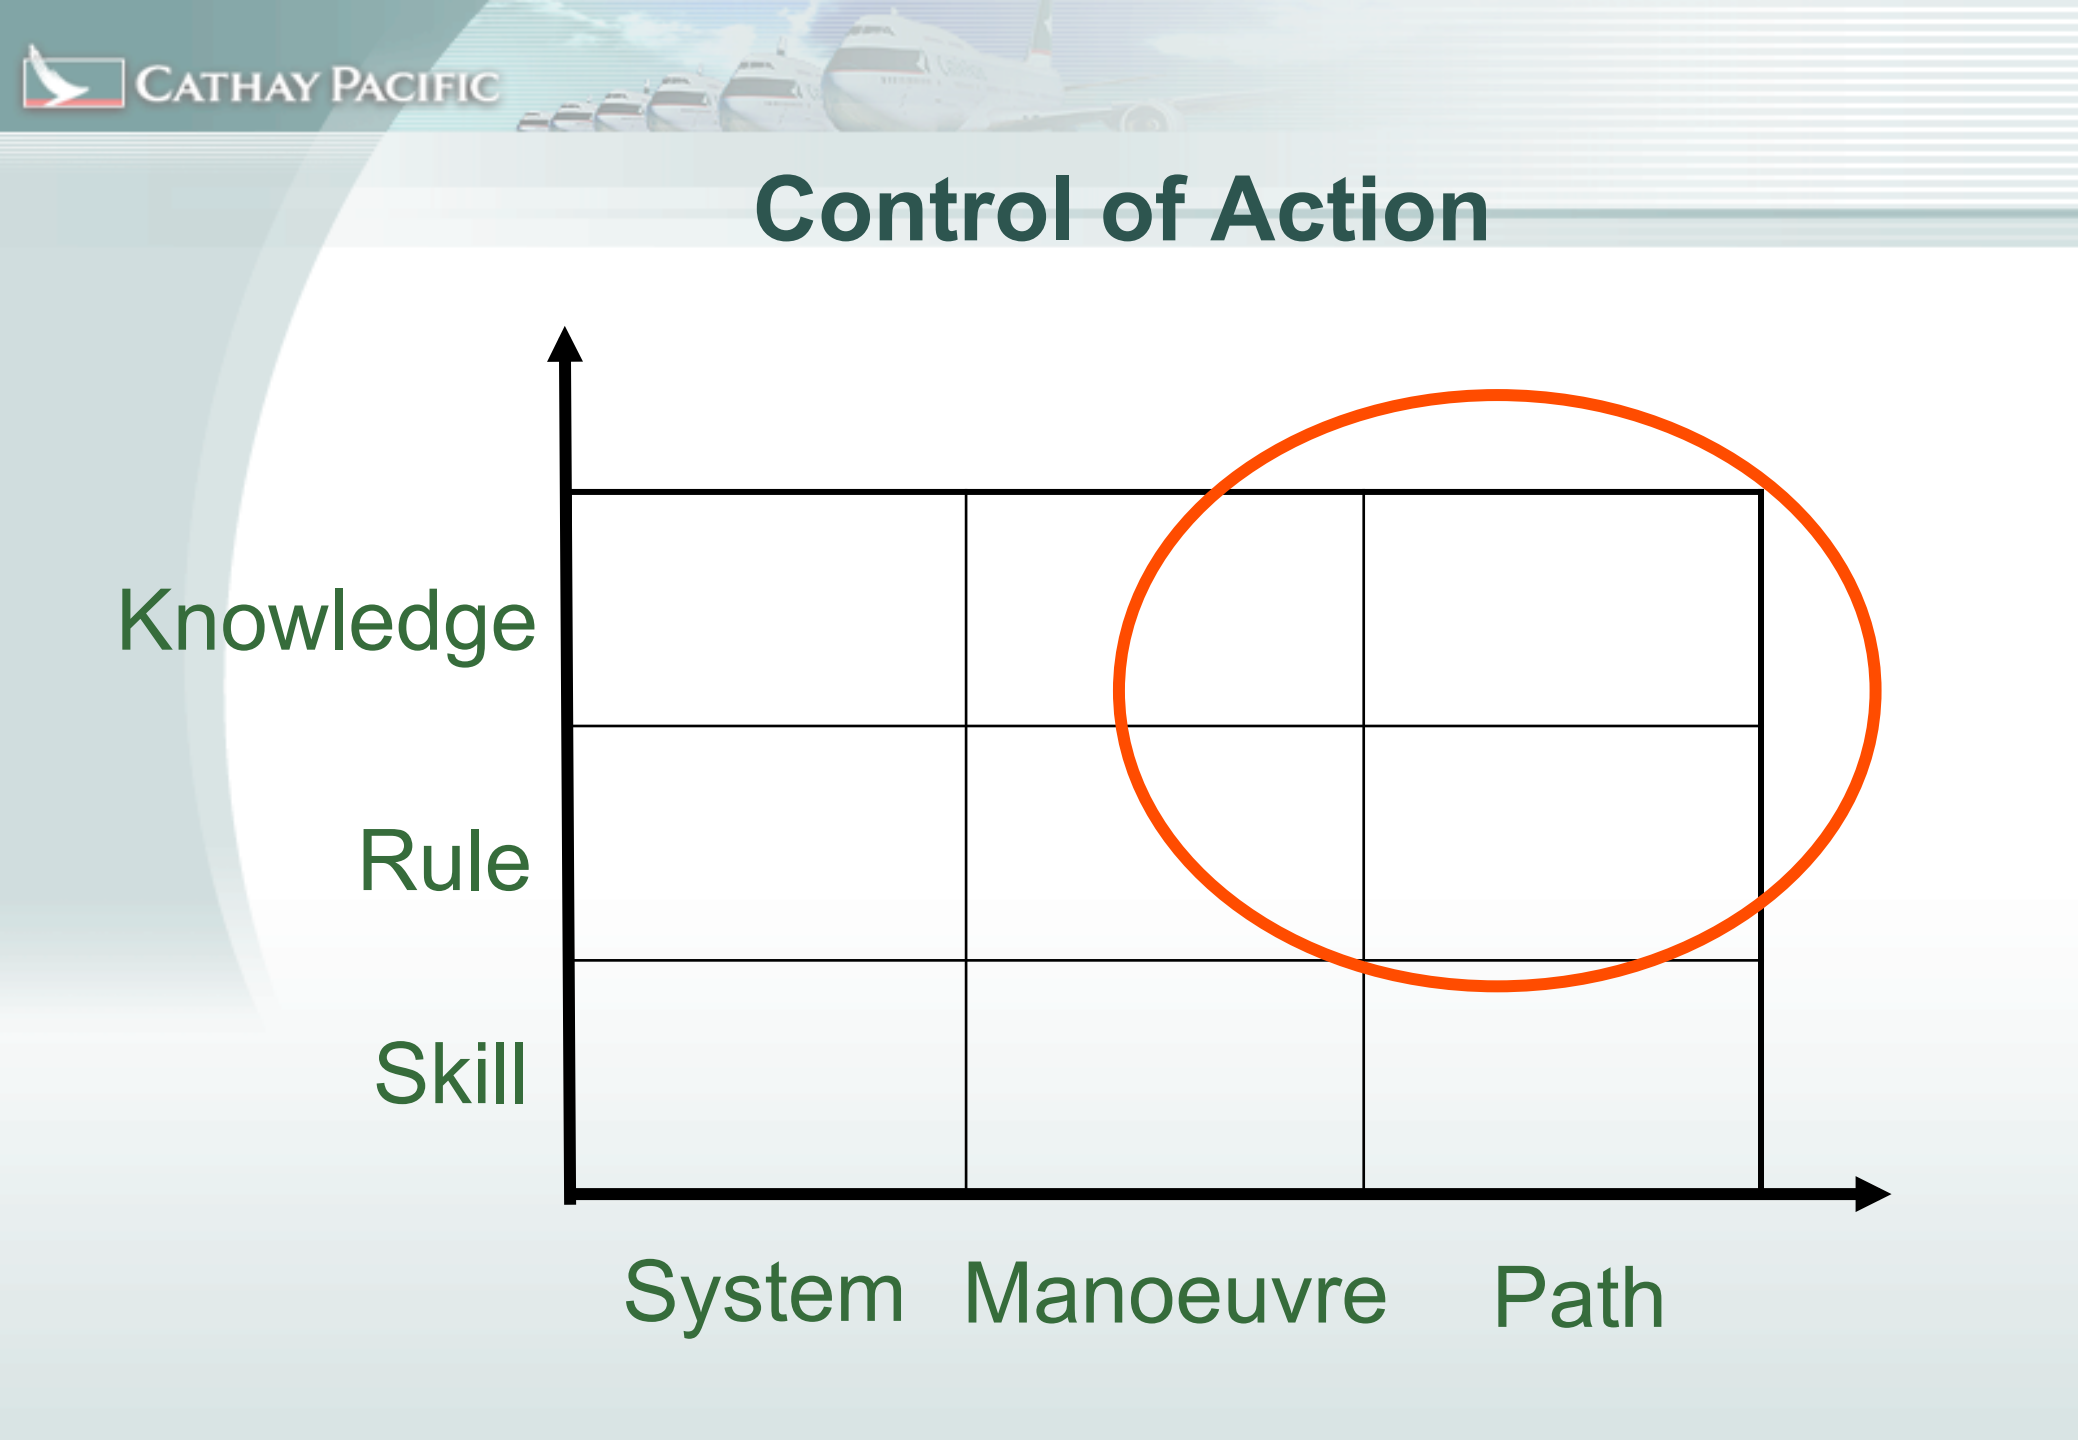 CATHAY PACIFIC
Control of Action
Knowledge
Rule
Skill
System Manoeuvre Path